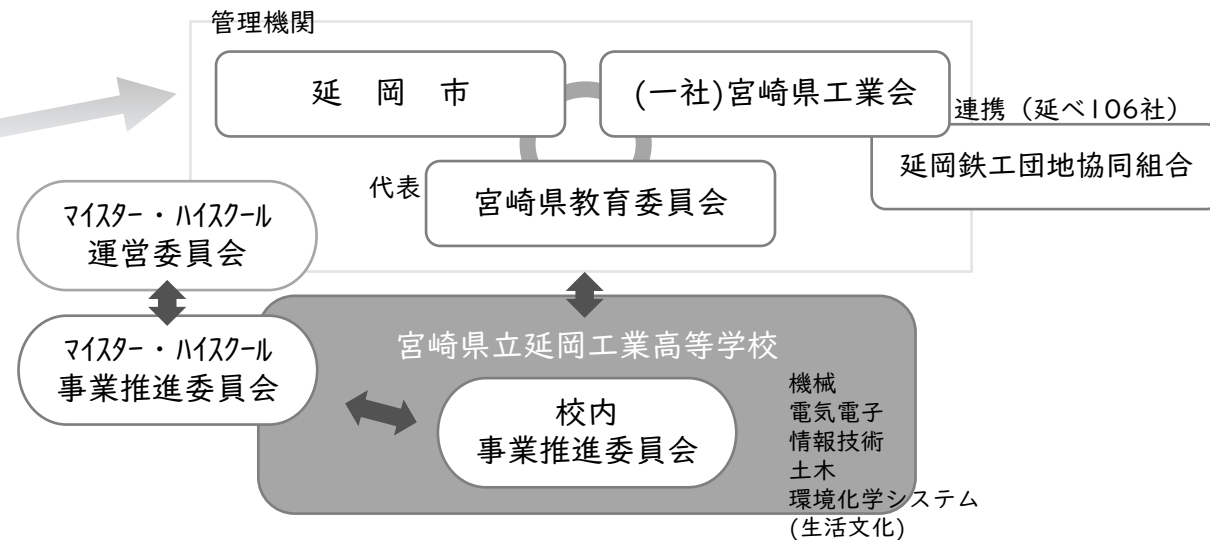 管理機関
延 岡 市
(一社)宮崎県工業会
連携（延べ106社）
延岡鉄工団地協同組合
代表
宮崎県教育委員会
ﾏｲｽﾀｰ・ﾊｲｽｸｰﾙ
運営委員会
ﾏｲｽﾀｰ・ﾊｲｽｸｰﾙ
事業推進委員会
宮崎県立延岡工業高等学校
校内
事業推進委員会
機械
電気電子
情報技術
土木
環境化学システム
(生活文化)